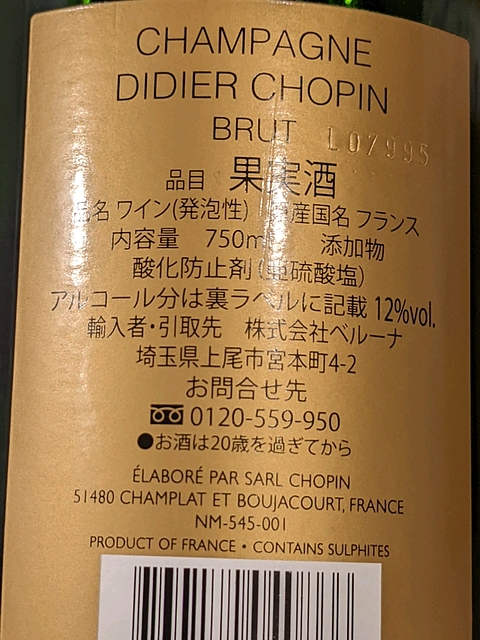 CHAMPAGNE
DIDIER CHOPIN
BRUT L07995
品目 果実酒
品名 ワイン(発泡性) 原産国名 フランス
内容量 750ml 添加物
酸化防止剤(亜硫酸塩)
アルコール分は裏ラベルに記載 12%vol.
輸入者・引取先 株式会社ベルーナ
埼玉県上尾市宮本町4-2
お問合せ先
0120-559-950
●お酒は20歳を過ぎてから
ÉLABORÉ PAR SARL CHOPIN
51480 CHAMPLAT ET BOUJACOURT, FRANCE
NM-545-001
PRODUCT OF FRANCE • CONTAINS SULPHITES